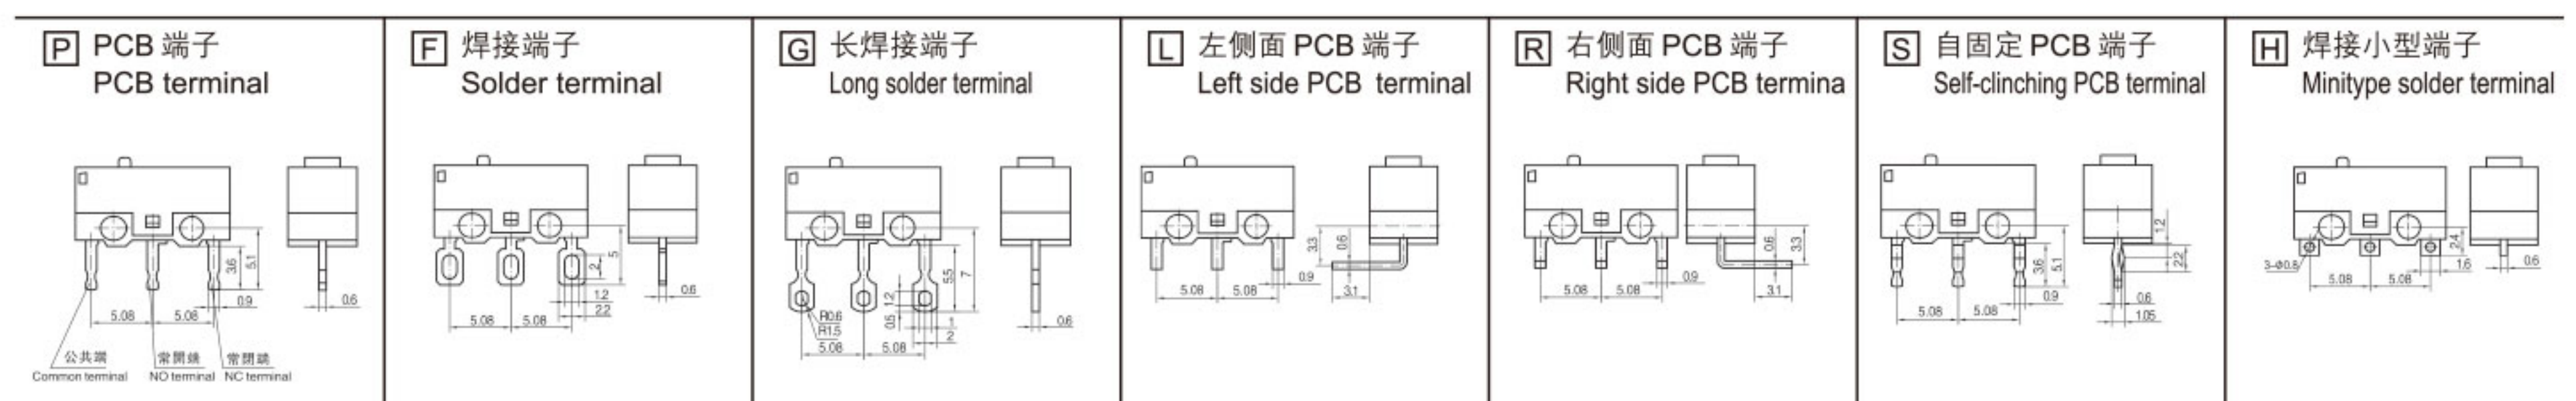 P PCB 端子
PCB terminal
3.6
5.1
0.9
5.08
5.08
0.6
公共端
Common terminal
常開端
NO terminal
常閉端
NC terminal
F 焊接端子
Solder terminal
2
5
1.2
2.2
5.08
5.08
0.6
G 长焊接端子
Long solder terminal
1.2
5.5
7
0.5
R0.6
R1.5
1
2
5.08
5.08
0.6
L 左侧面 PCB 端子
Left side PCB terminal
5.08
5.08
0.9
3.3
0.6
3.1
R 右侧面 PCB 端子
Right side PCB termina
5.08
5.08
0.9
0.6
3.3
3.1
S 自固定 PCB 端子
Self-clinching PCB terminal
3.6
5.1
0.9
5.08
5.08
1.2
2.2
0.6
1.05
H 焊接小型端子
Minitype solder terminal
3-Ø0.8
2.4
1.6
5.08
5.08
0.6